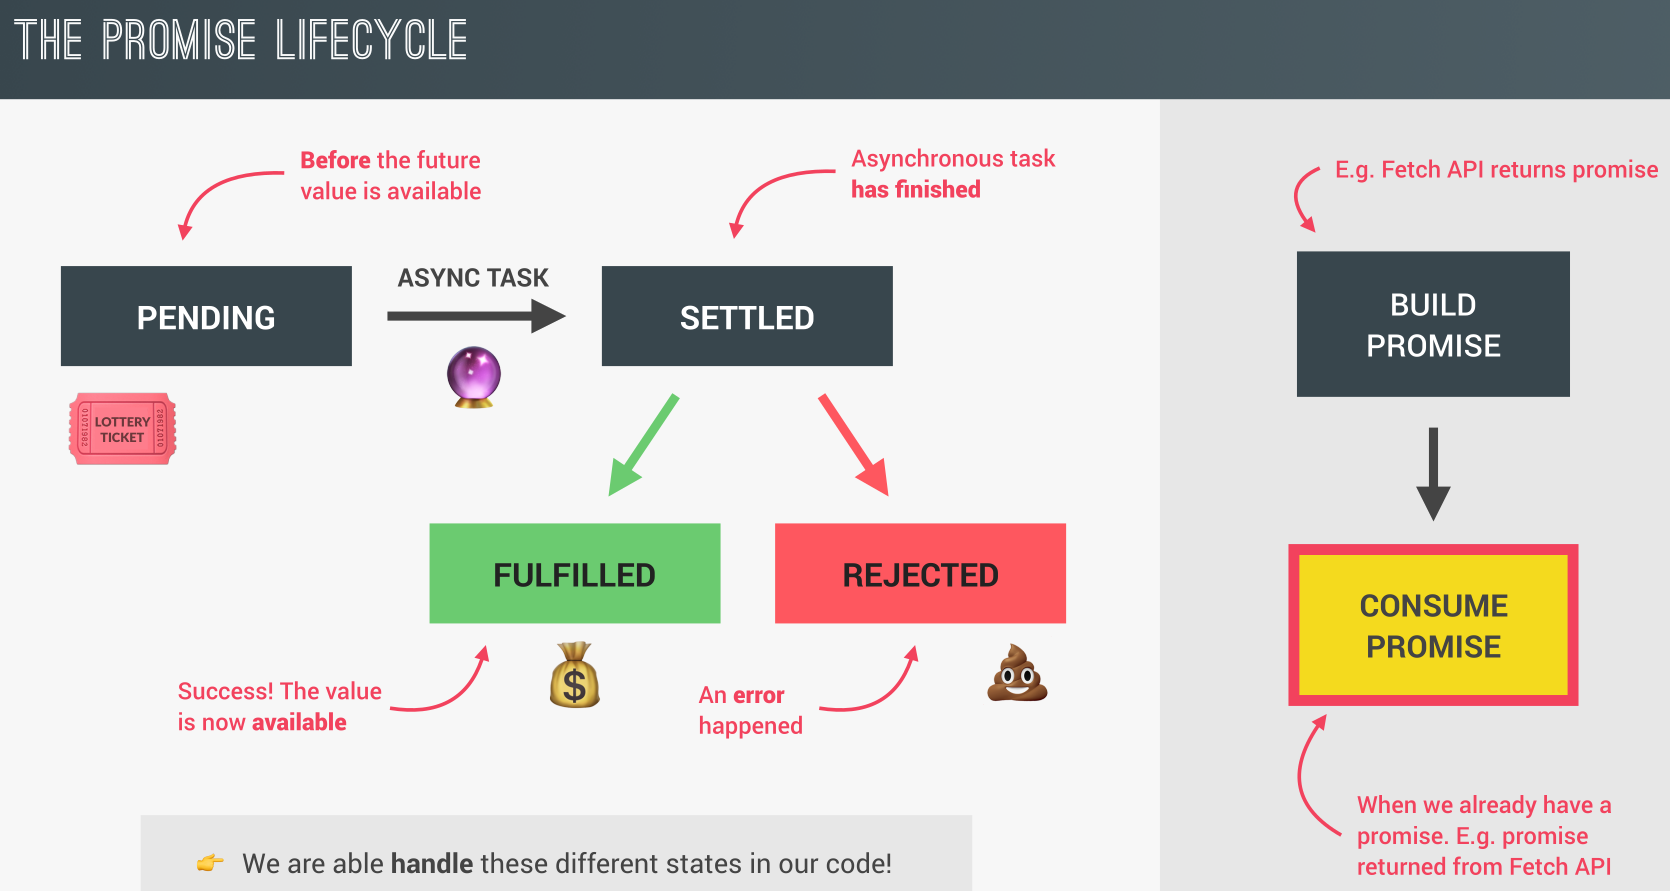 THE PROMISE LIFECYCLE
Before the future
value is available
Asynchronous task
has finished
PENDING
ASYNC TASK
SETTLED
LOTTERY
TICKET
01071982
01071982
FULFILLED
REJECTED
Success! The value
is now available
$
An error
happened
👉 We are able handle these different states in our code!
E.g. Fetch API returns promise
BUILD
PROMISE
CONSUME
PROMISE
When we already have a
promise. E.g. promise
returned from Fetch API